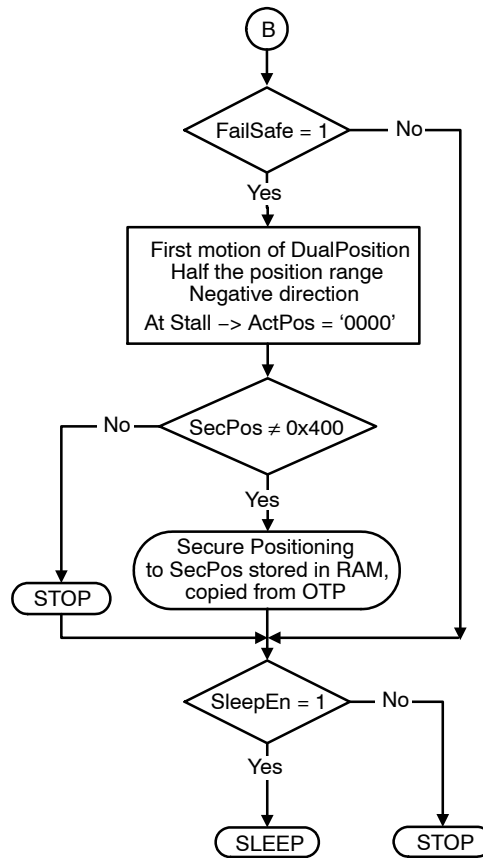 B
FailSafe = 1
No
Yes
First motion of DualPosition
Half the position range
Negative direction
At Stall −> ActPos = ‘0000’
No
SecPos ≠ 0x400
Yes
Secure Positioning
to SecPos stored in RAM,
copied from OTP
STOP
SleepEn = 1
No
Yes
SLEEP
STOP